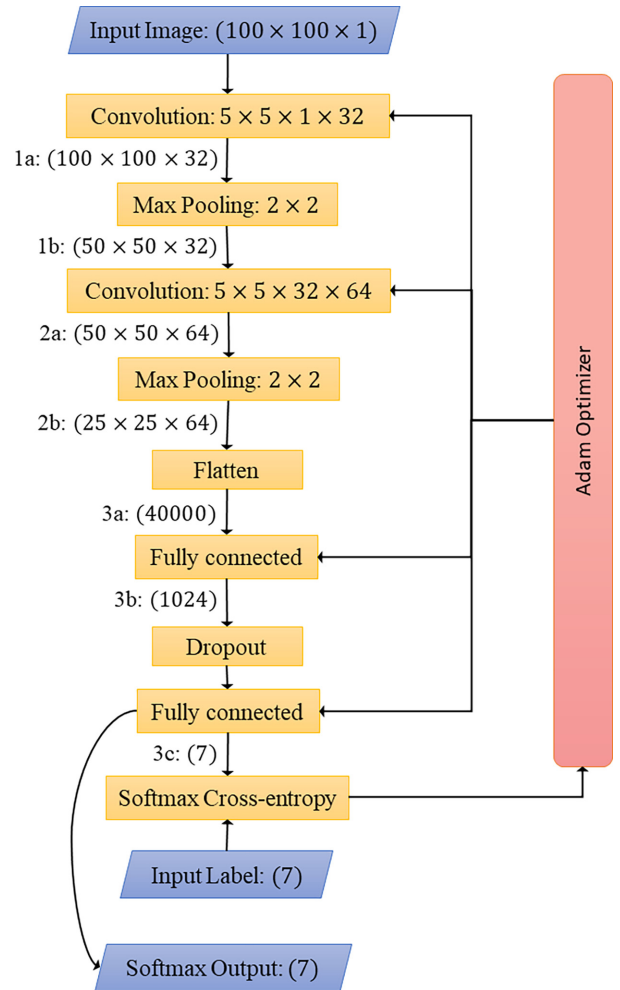 Input Image: (100 × 100 × 1)
Convolution: 5 × 5 × 1 × 32
1a: (100 × 100 × 32)
Max Pooling: 2 × 2
1b: (50 × 50 × 32)
Convolution: 5 × 5 × 32 × 64
2a: (50 × 50 × 64)
Max Pooling: 2 × 2
2b: (25 × 25 × 64)
Flatten
3a: (40000)
Fully connected
3b: (1024)
Dropout
Fully connected
3c: (7)
Softmax Cross-entropy
Input Label: (7)
Softmax Output: (7)
Adam Optimizer